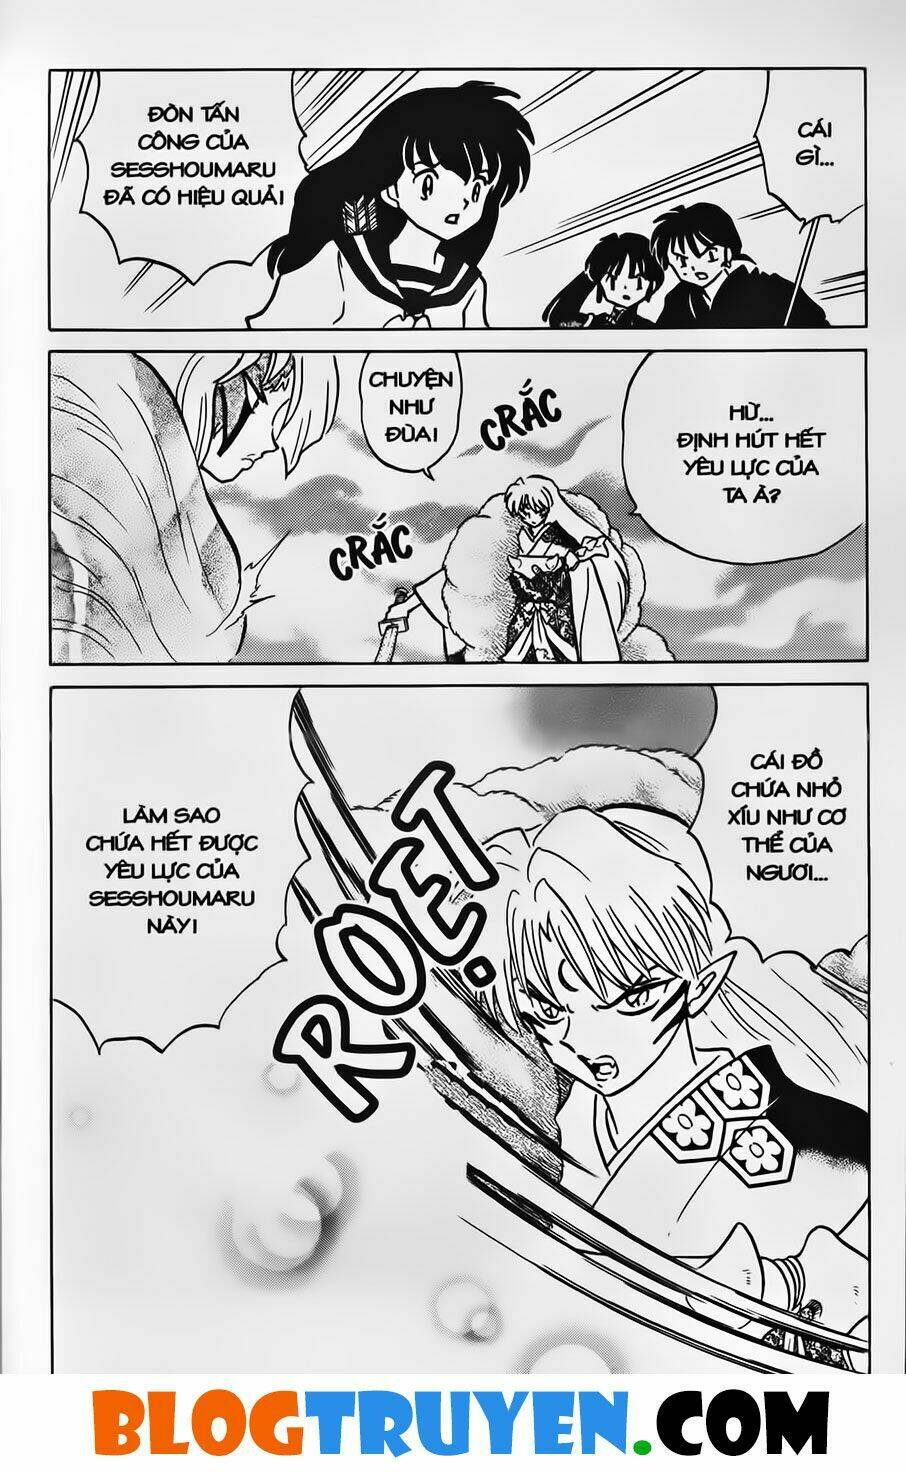 CÁI
GÌ...
ĐÒN TẤN
CÔNG CỦA
SESSHOUMARU
ĐÃ CÓ HIỆU QUẢ!
HỪ...
ĐỊNH HÚT HẾT
YÊU LỰC CỦA
TA À?
CRẮC
CHUYỆN
NHƯ
ĐÙA!
CRẮC
CÁI ĐỒ
CHỨA NHỎ
XÍU NHƯ CƠ
THỂ CỦA
NGƯƠI...
ROẸT
LÀM SAO
CHỨA HẾT ĐƯỢC
YÊU LỰC CỦA
SESSHOUMARU
NÀY!
BLOGTRUYEN.COM